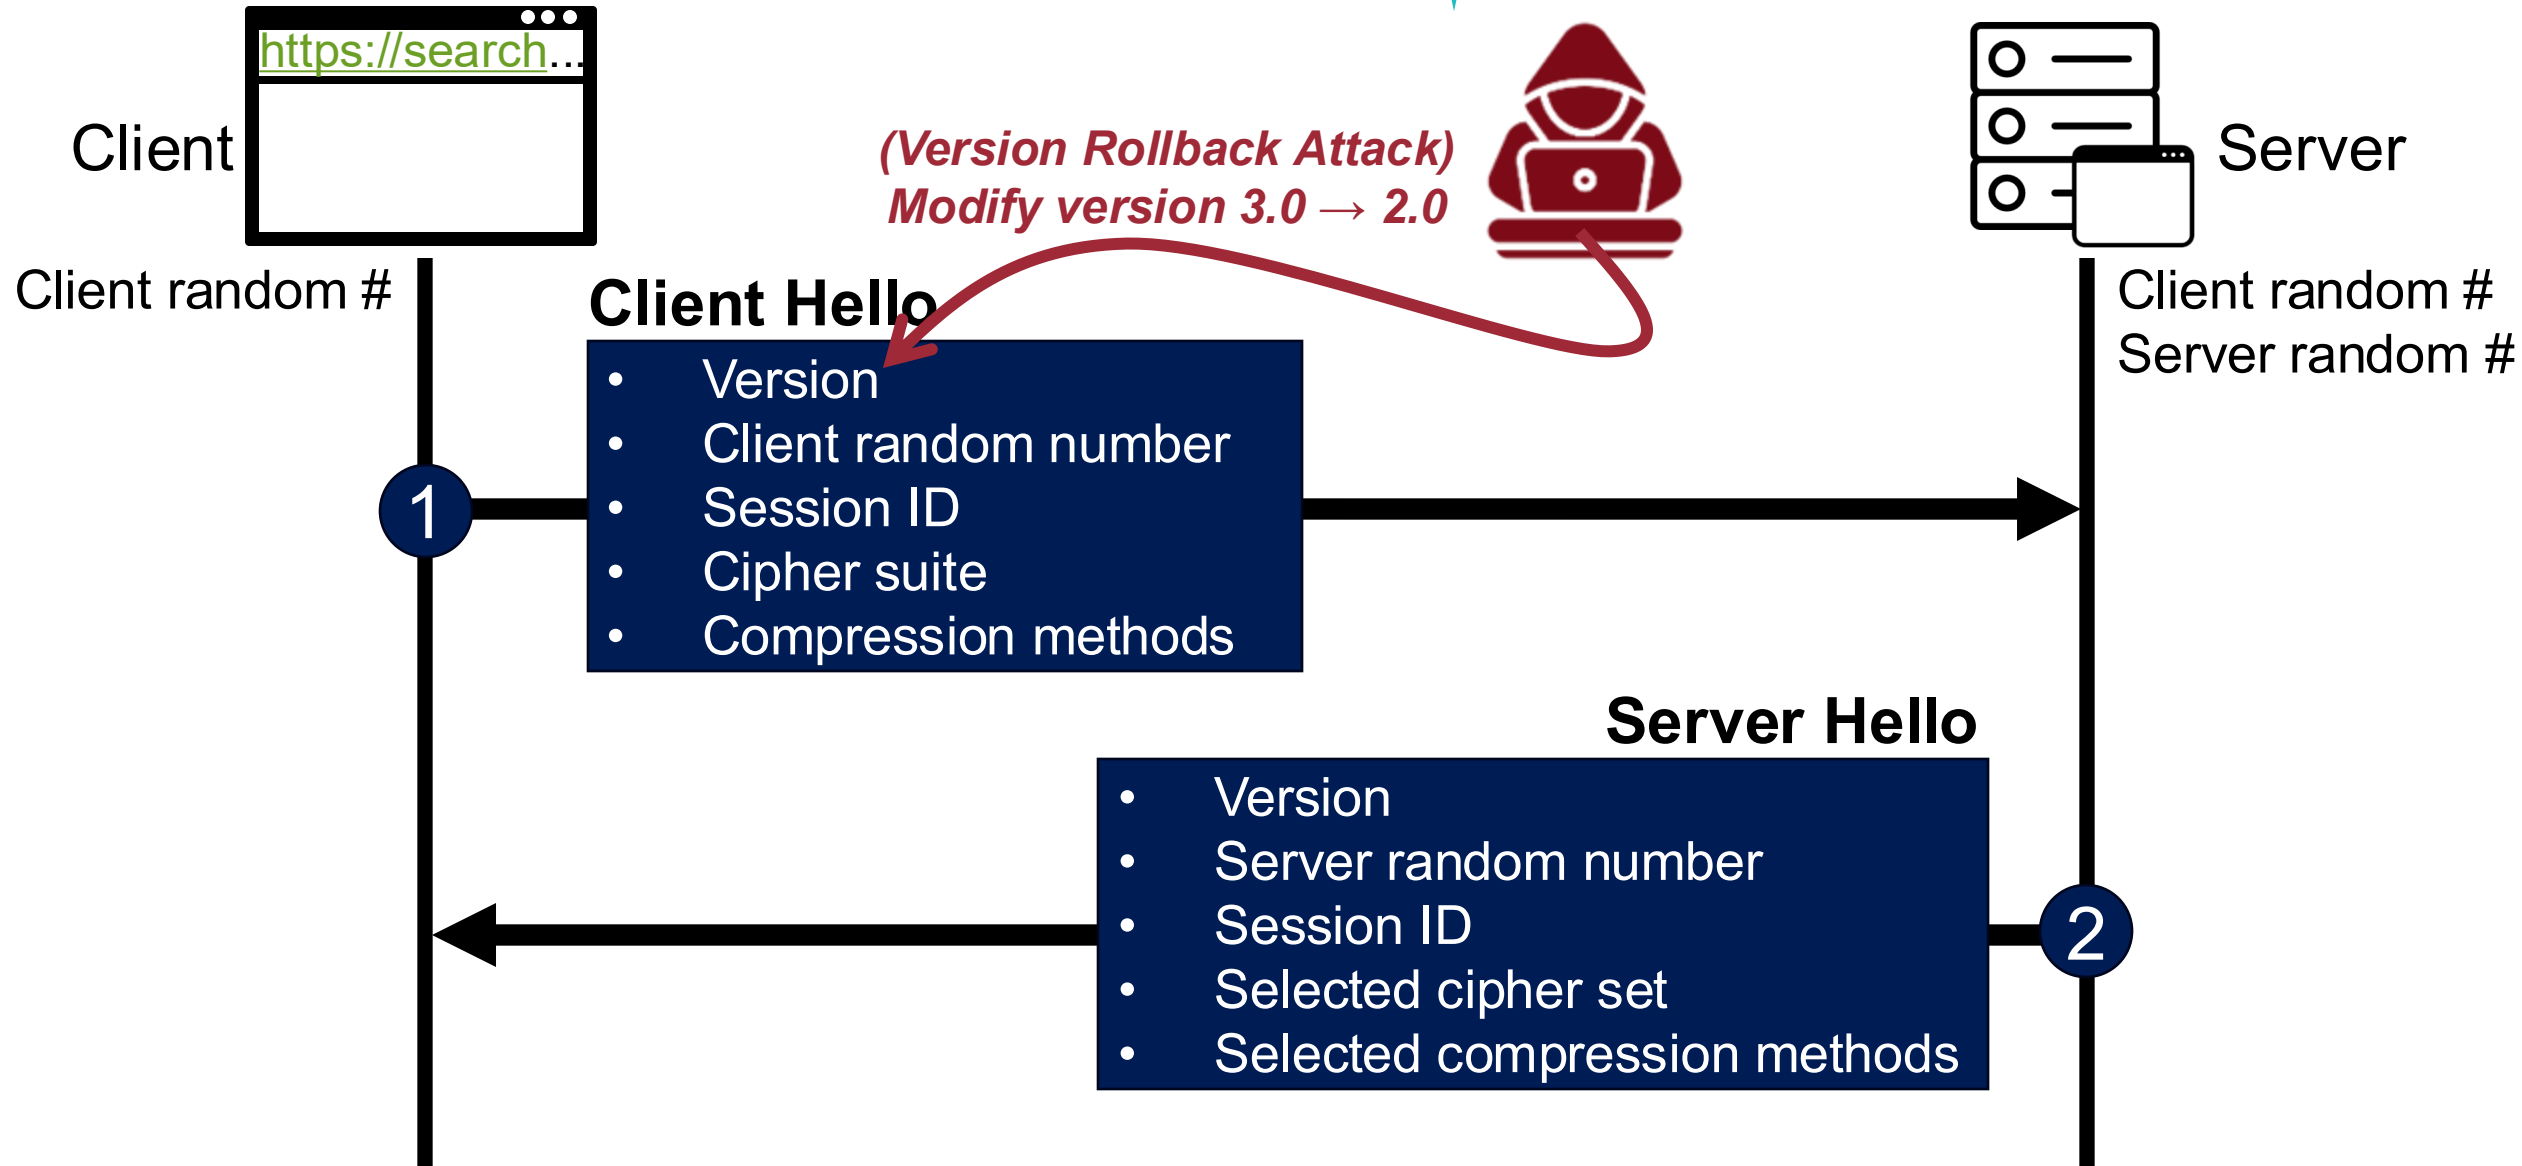 https://search...
Client
(Version Rollback Attack)
Modify version 3.0 → 2.0
Server
Client random #
Client random #
Server random #
Client Hello
• Version
• Client random number
• Session ID
• Cipher suite
• Compression methods
1
Server Hello
• Version
• Server random number
• Session ID
• Selected cipher set
• Selected compression methods
2